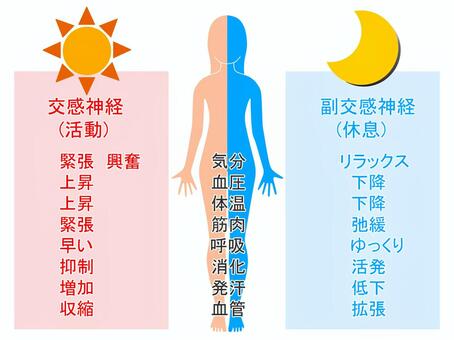 交感神経
(活動)
副交感神経
(休息)
緊張 興奮 気分 リラックス
上昇 血圧 下降
上昇 体温 下降
緊張 筋肉 弛緩
早い 呼吸 ゆっくり
抑制 消化 活発
増加 発汗 低下
収縮 血管 拡張